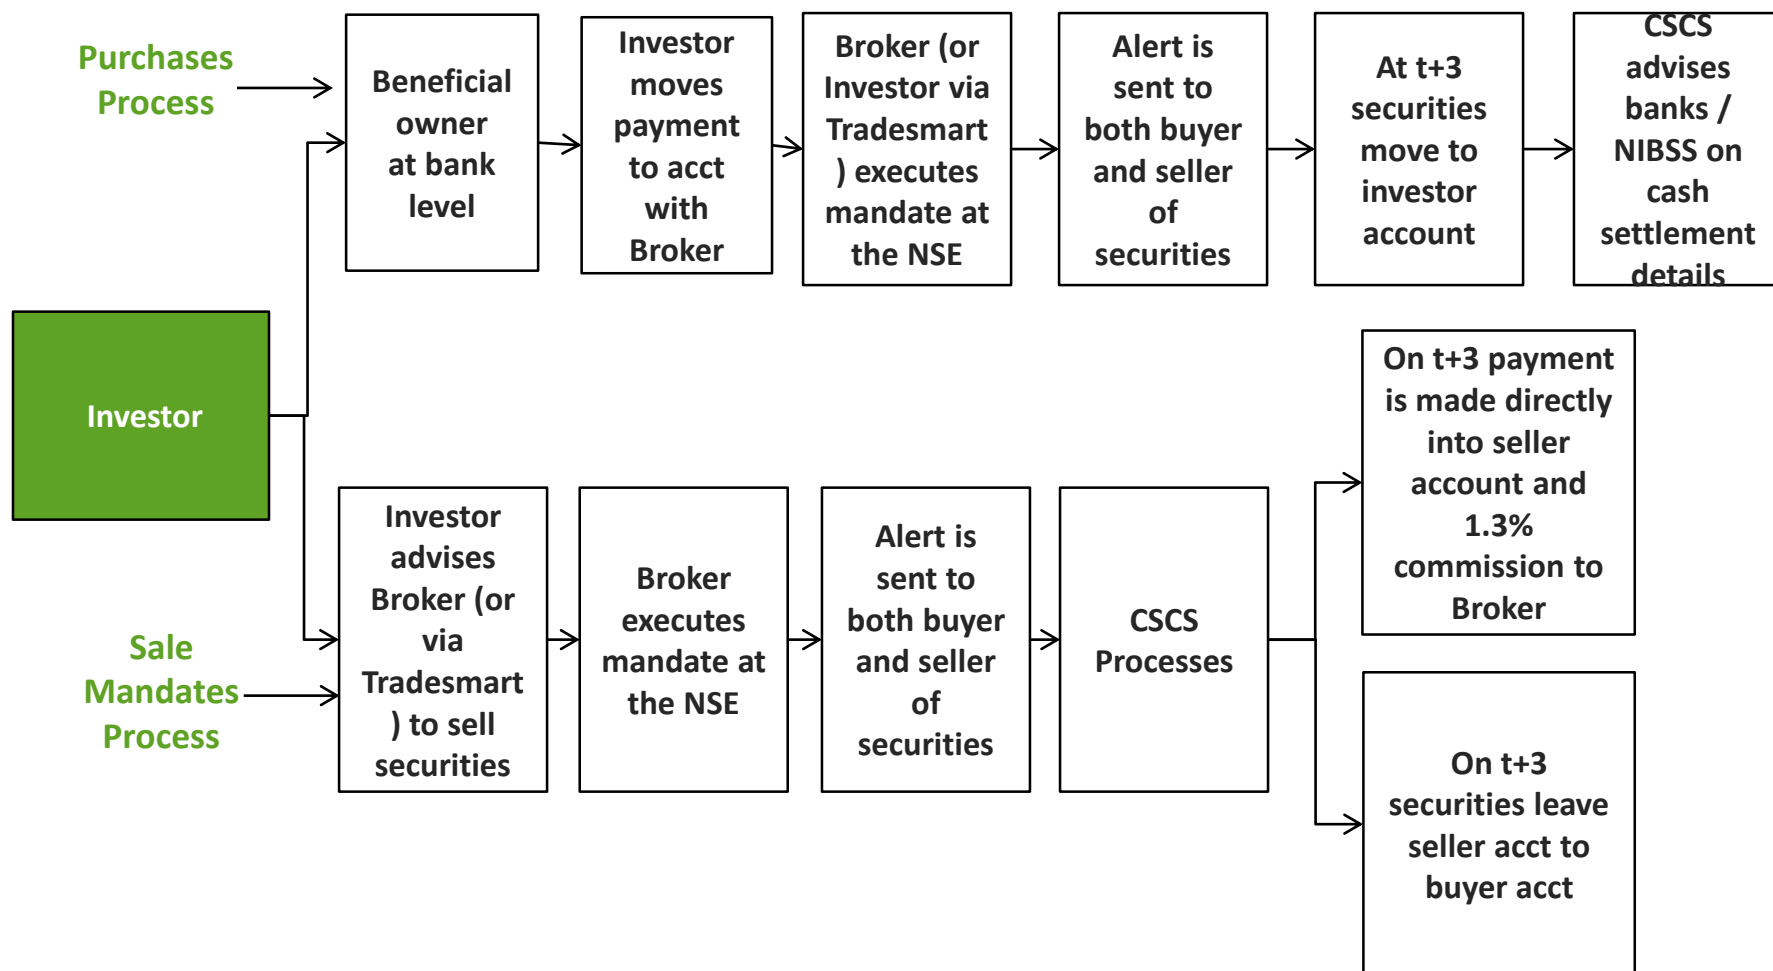 Purchases
Process
Beneficial
owner
at bank
level
Investor
moves
payment
to acct
with
Broker
Broker (or
Investor via
Tradesmart
) executes
mandate at
the NSE
Alert is
sent to
both buyer
and seller
of
securities
At t+3
securities
move to
investor
account
CSCS
advises
banks /
NIBSS on
cash
settlement
details
Investor
Sale
Mandates
Process
Investor
advises
Broker (or
via
Tradesmart
) to sell
securities
Broker
executes
mandate at
the NSE
Alert is
sent to
both buyer
and seller
of
securities
CSCS
Processes
On t+3 payment
is made directly
into seller
account and
1.3%
commission to
Broker
On t+3
securities leave
seller acct to
buyer acct